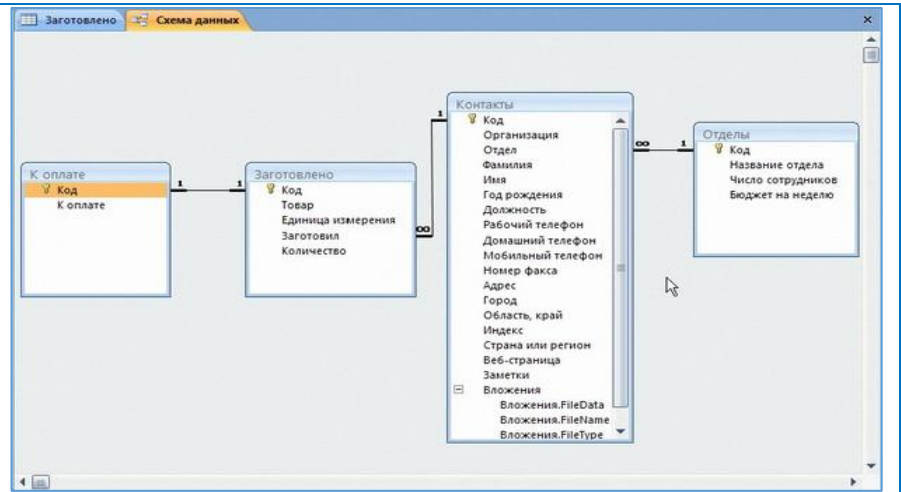 Заготовлено
Схема данных
К оплате
Код
К оплате
1
1
Заготовлено
Код
Товар
Единица измерения
Заготовил
Количество
∞
1
Контакты
Код
Организация
Отдел
Фамилия
Имя
Год рождения
Должность
Рабочий телефон
Домашний телефон
Мобильный телефон
Номер факса
Адрес
Город
Область, край
Индекс
Страна или регион
Веб-страница
Заметки
Вложения
Вложения.FileData
Вложения.FileName
Вложения.FileType
∞
1
Отделы
Код
Название отдела
Число сотрудников
Бюджет на неделю